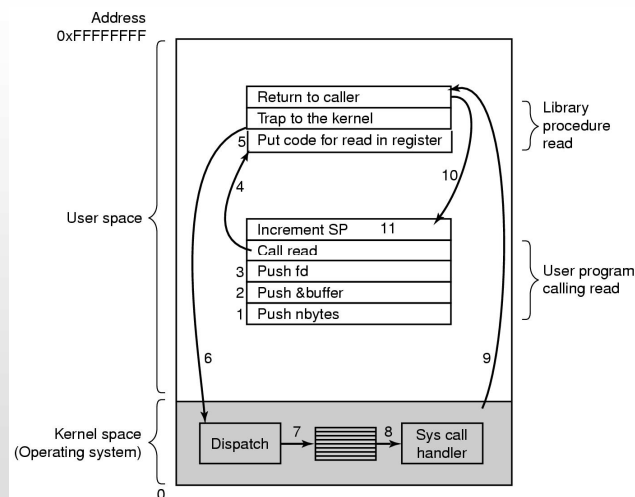 Address
0xFFFFFFFF
Return to caller
Trap to the kernel
5 Put code for read in register
Library
procedure
read
4
10
User space
Increment SP 11
Call read
3 Push fd
2 Push &buffer
1 Push nbytes
User program
calling read
6
9
Kernel space
(Operating system)
Dispatch
7
8
Sys call
handler
0